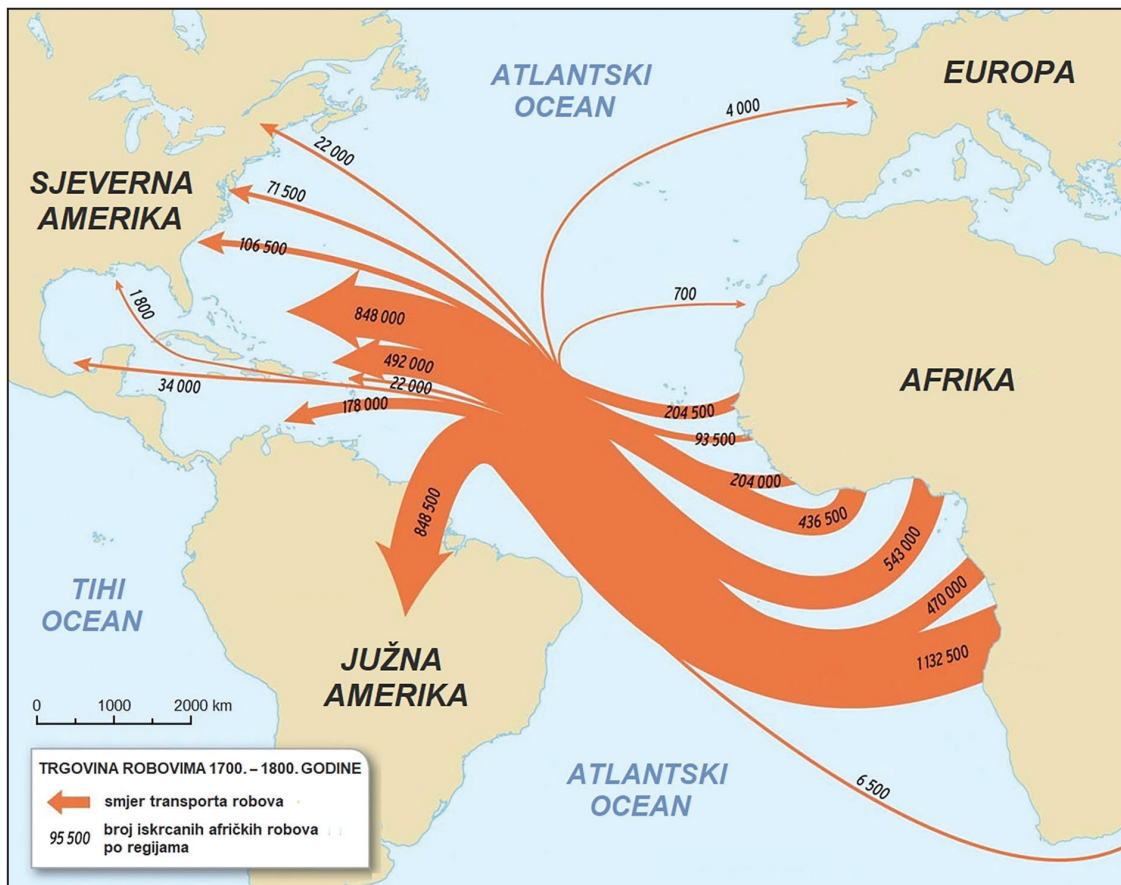 ATLANTSKI
OCEAN
EUROPA
4 000
22 000
SJEVERNA
AMERIKA
71 500
106 500
1 800
700
848 000
492 000
22 000
34 000
178 000
AFRIKA
204 500
93 500
204 000
436 500
848 500
543 000
470 000
TIHI
OCEAN
JUŽNA
AMERIKA
1 132 500
0 1000 2000 km
TRGOVINA ROBOVIMA 1700. – 1800. GODINE
smjer transporta robova
95 500
broj iskrcanih afričkih robova
po regijama
ATLANTSKI
OCEAN
6 500